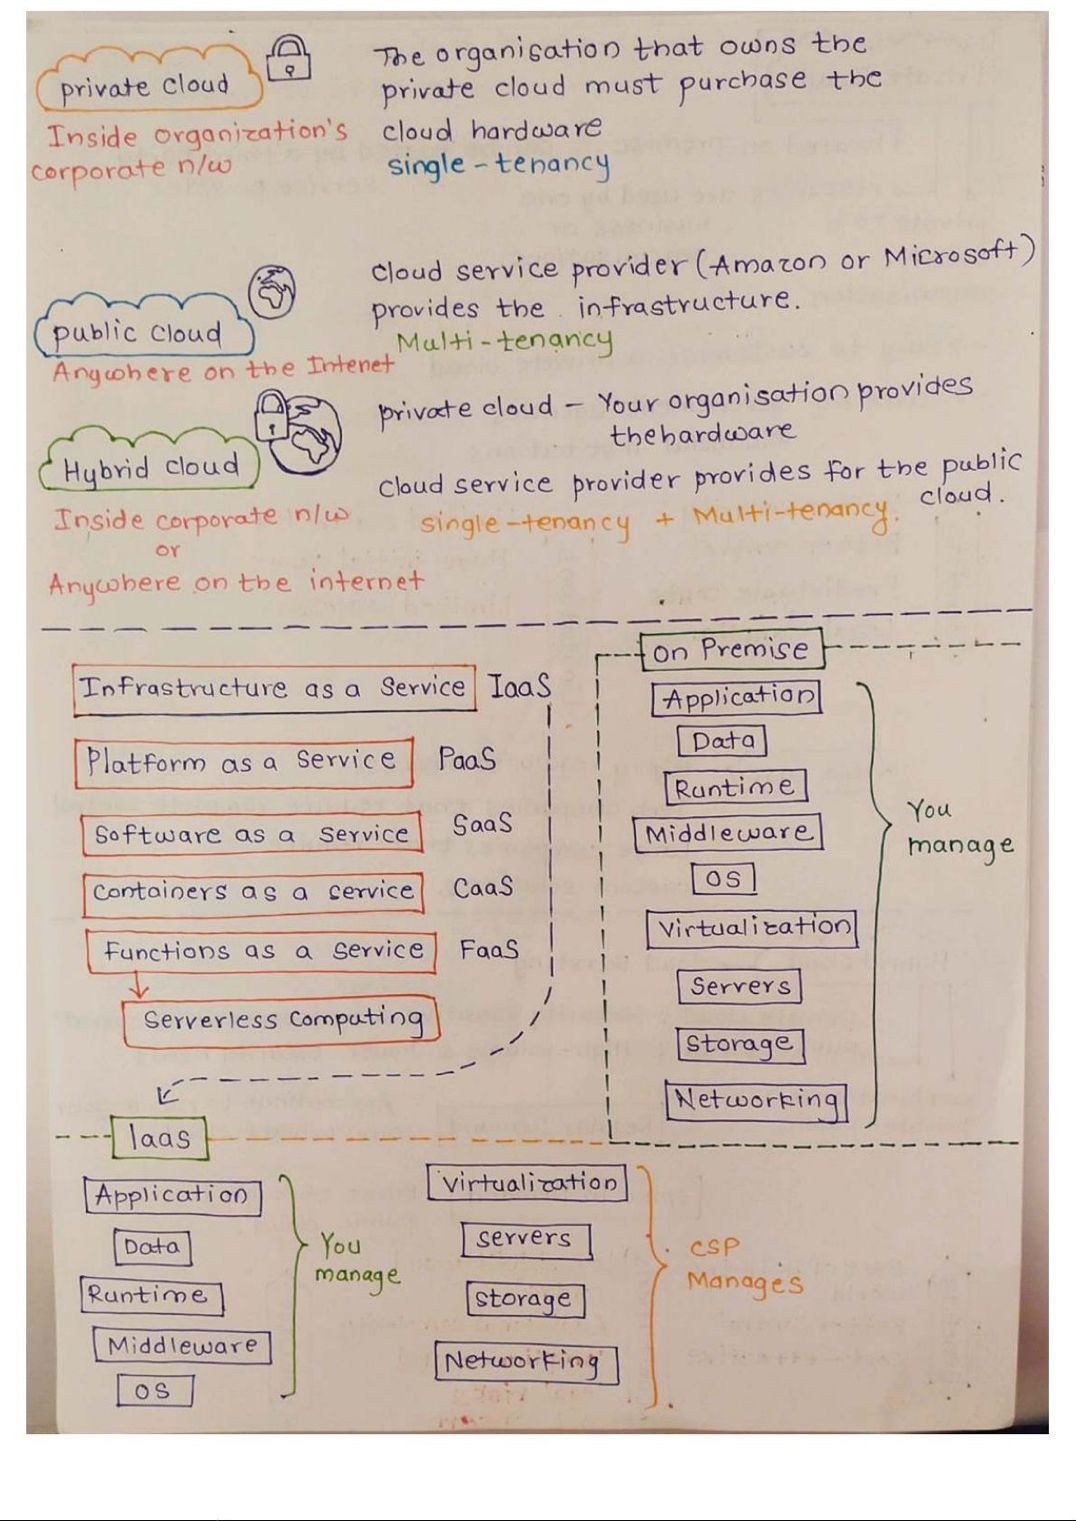 private cloud
Inside organization's
corporate n/w
The organisation that owns the
private cloud must purchase the
cloud hardware
single-tenancy
public cloud
Anywhere on the Intenet
cloud service provider (Amazon or Microsoft)
provides the infrastructure.
Multi-tenancy
Hybrid cloud
Inside corporate n/w
or
Anywhere on the internet
private cloud - Your organisation provides
the hardware
cloud service provider provides for the public
cloud.
single-tenancy + Multi-tenancy.
Infrastructure as a Service IaaS
Platform as a Service PaaS
Software as a Service SaaS
Containers as a service CaaS
Functions as a Service FaaS
Serverless Computing
on Premise
Application
Data
Runtime
Middleware
OS
Virtualization
Servers
Storage
Networking
You
manage
Iaas
Application
Data
Runtime
Middleware
OS
You
manage
Virtualization
Servers
Storage
Networking
CSP
Manages